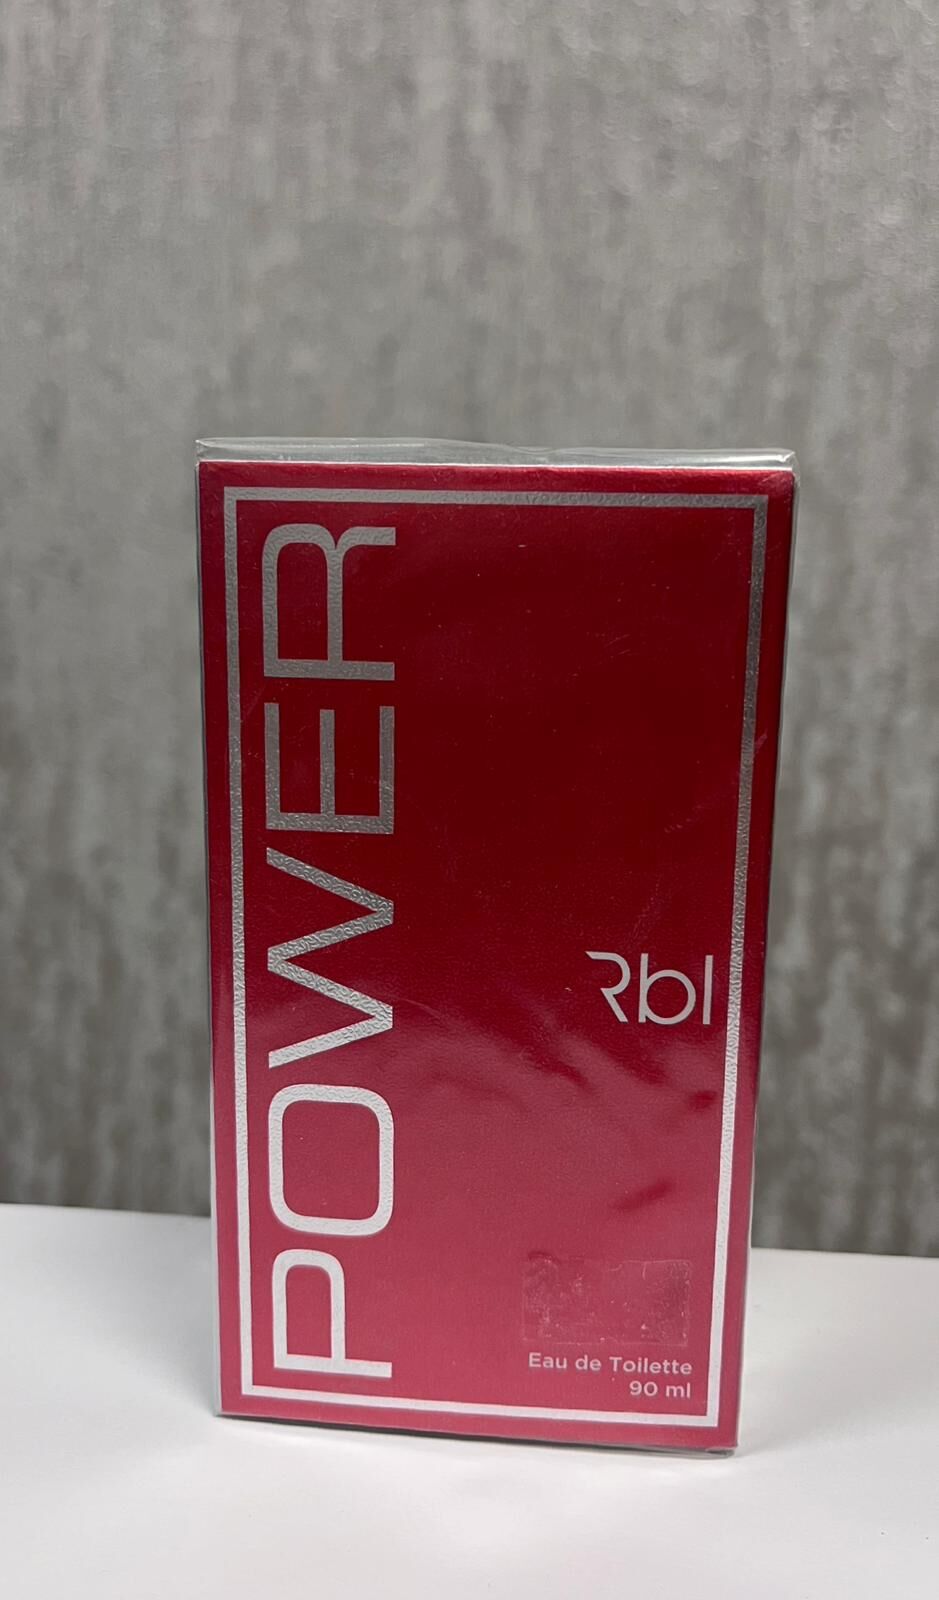 POWER
Rbl
Eau de Toilette
90 ml